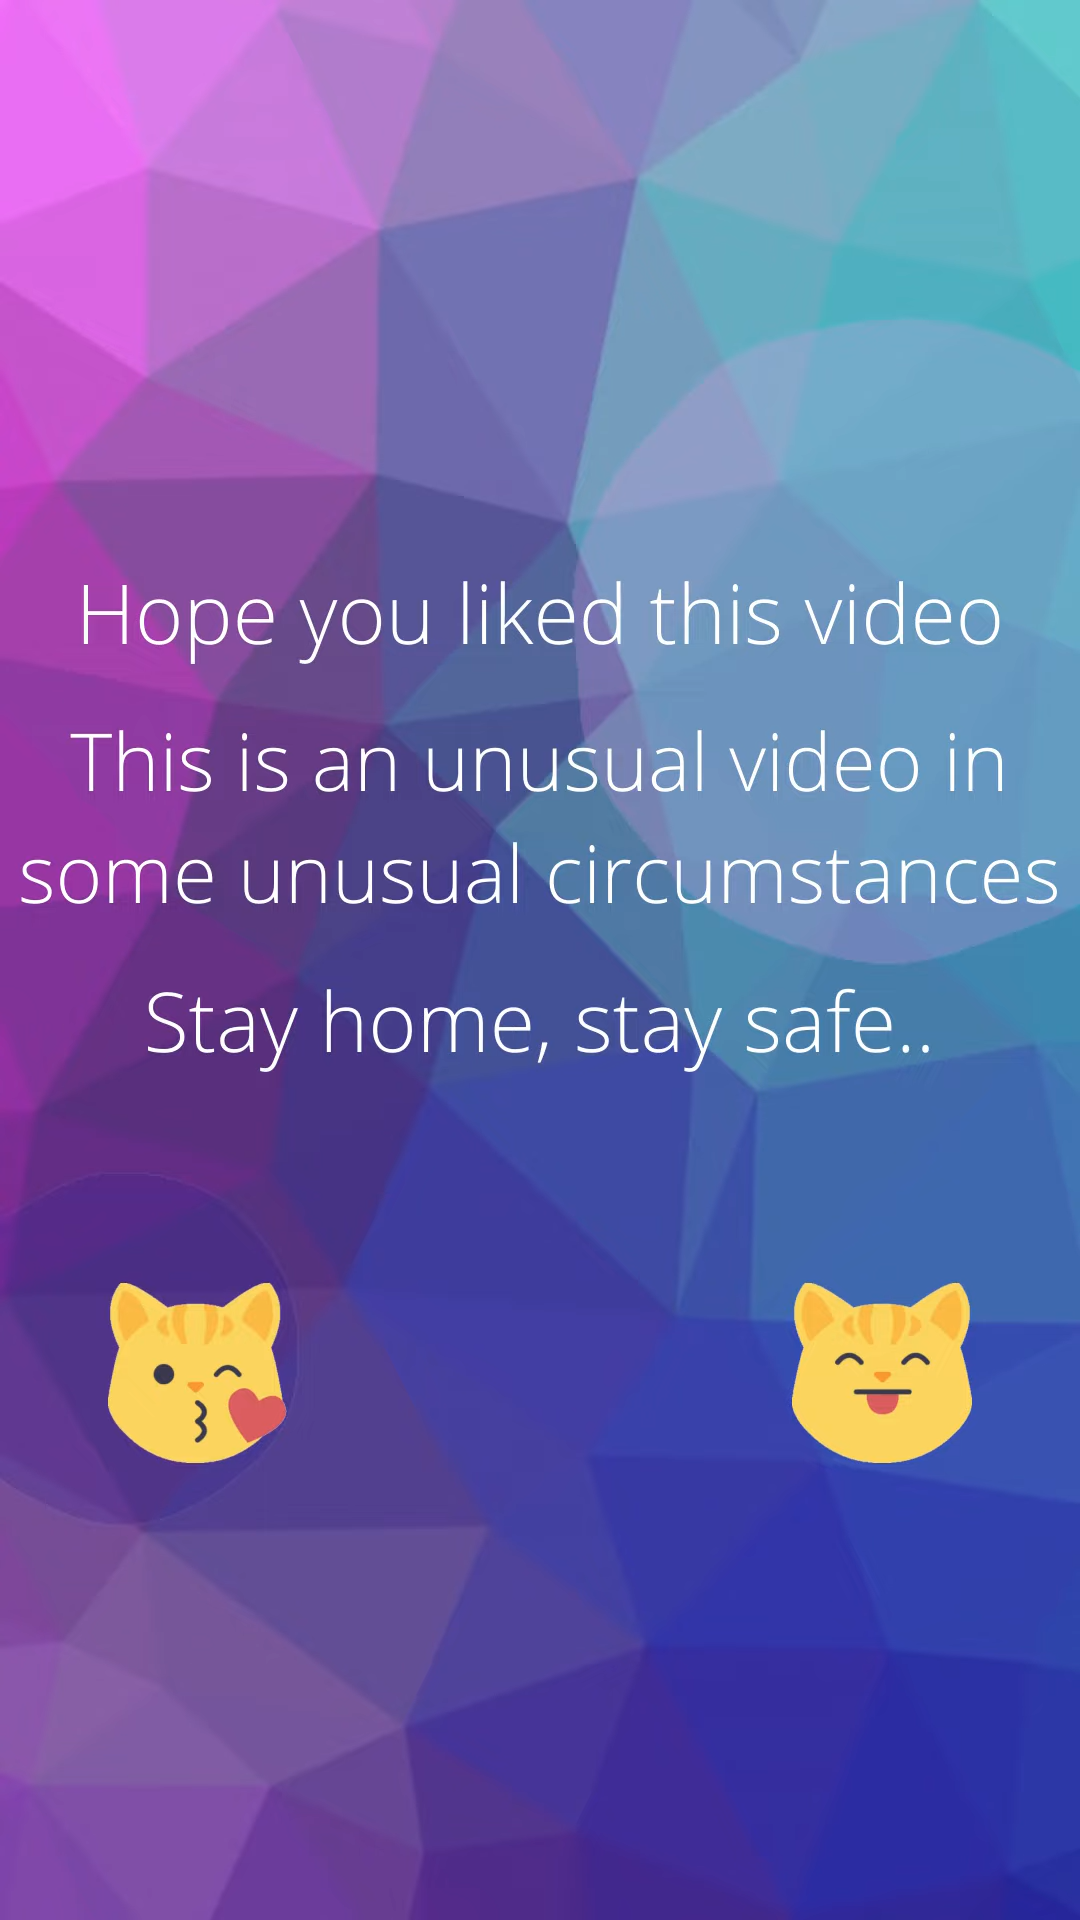 Hope you liked this video
This is an unusual video in
some unusual circumstances
Stay home, stay safe..